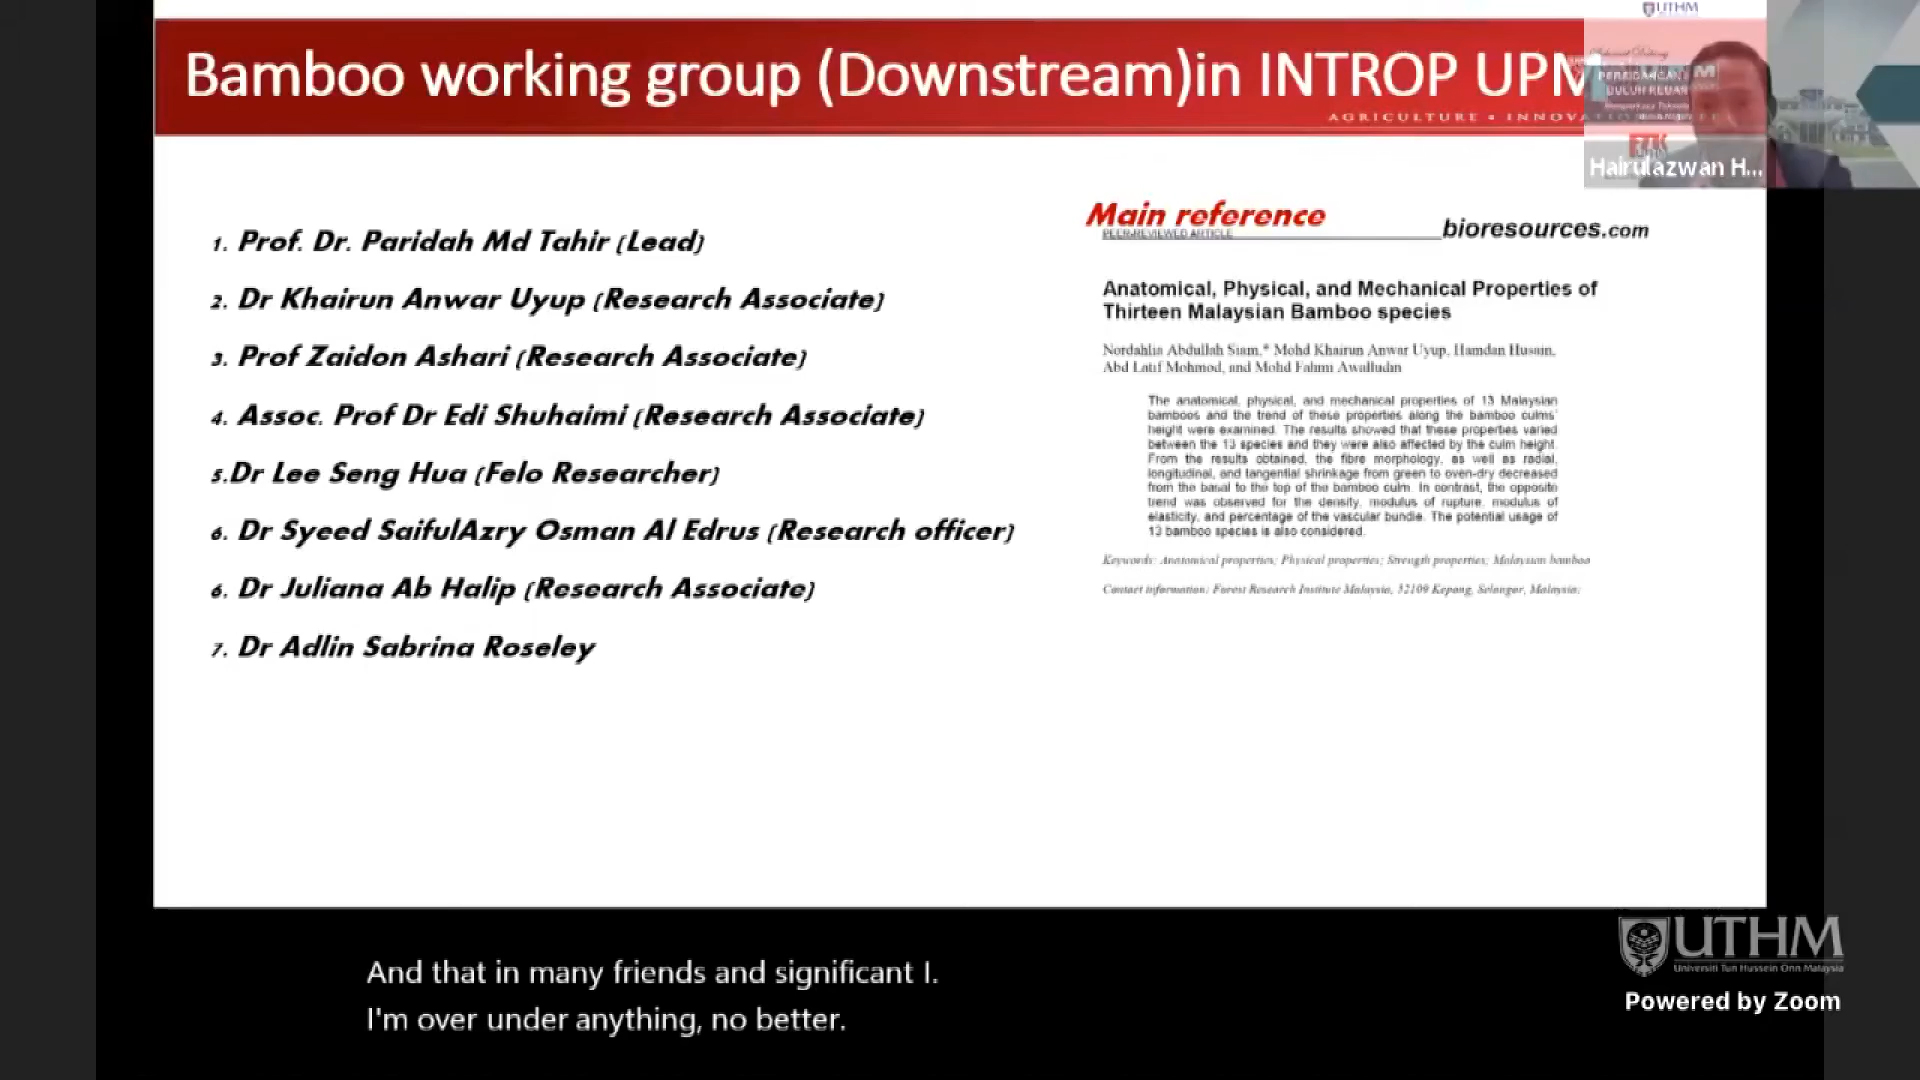 UTHM
Bamboo working group (Downstream)in INTROP UPM
AGRICULTURE • INNOVA
Hairulazwan H...
1. Prof. Dr. Paridah Md Tahir (Lead)
2. Dr Khairun Anwar Uyup (Research Associate)
3. Prof Zaidon Ashari (Research Associate)
4. Assoc. Prof Dr Edi Shuhaimi (Research Associate)
5.Dr Lee Seng Hua (Felo Researcher)
6. Dr Syeed SaifulAzry Osman Al Edrus (Research officer)
6. Dr Juliana Ab Halip (Research Associate)
7. Dr Adlin Sabrina Roseley
Main reference
PEER-REVIEWED ARTICLE
bioresources.com
Anatomical, Physical, and Mechanical Properties of
Thirteen Malaysian Bamboo species
Nordahlia Abdullah Siam,* Mohd Khairun Anwar Uyup, Hamdan Husain,
Abd Latif Mohmod, and Mohd Fahmi Awalludin
The anatomical, physical, and mechanical properties of 13 Malaysian
bamboos and the trend of these properties along the bamboo culms'
height were examined. The results showed that these properties varied
between the 13 species and they were also affected by the culm height.
From the results obtained, the fibre morphology, as well as radial,
longitudinal, and tangential shrinkage from green to oven-dry decreased
from the basal to the top of the bamboo culm. In contrast, the opposite
trend was observed for the density, modulus of rupture, modulus of
elasticity, and percentage of the vascular bundle. The potential usage of
13 bamboo species is also considered.
Keywords: Anatomical properties; Physical properties; Strength properties; Malaysian bamboo
Contact information: Forest Research Institute Malaysia, 52109 Kepong, Selangor, Malaysia;
And that in many friends and significant I.
I'm over under anything, no better.
UTHM
Universiti Tun Hussein Onn Malaysia
Powered by Zoom